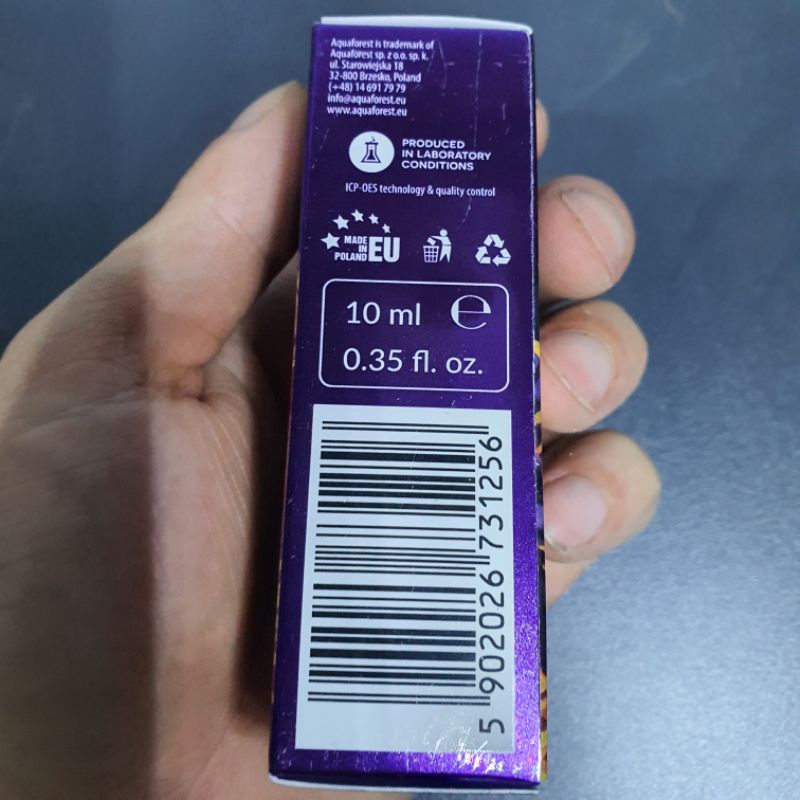 Aquaforest is trademark of
Aquaforest sp. z o.o. sp. k.
ul. Starowiejska 18
32-800 Brzesko, Poland
(+48) 14 691 79 79
info@aquaforest.eu
www.aquaforest.eu
PRODUCED
IN LABORATORY
CONDITIONS
ICP-OES technology & quality control
MADE
IN
POLAND EU
10 ml ℮
0.35 fl. oz.
5 902026 731256